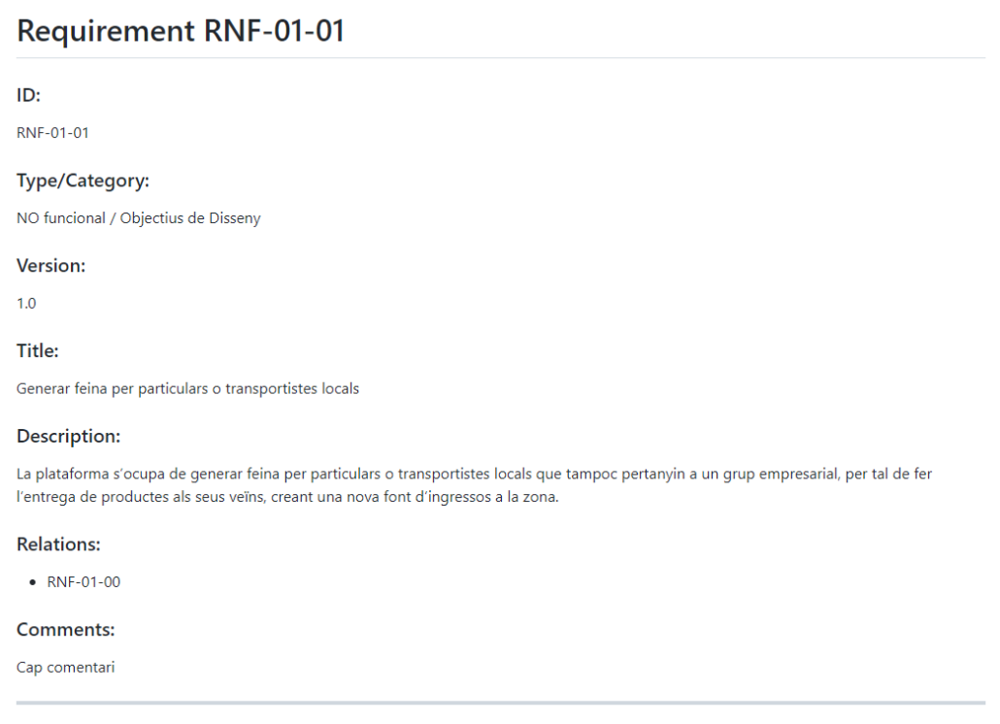 Requirement RNF-01-01
ID:
RNF-01-01
Type/Category:
NO funcional / Objectius de Disseny
Version:
1.0
Title:
Generar feina per particulars o transportistes locals
Description:
La plataforma s'ocupa de generar feina per particulars o transportistes locals que tampoc pertanyin a un grup empresarial, per tal de fer
l'entrega de productes als seus veïns, creant una nova font d'ingressos a la zona.
Relations:
• RNF-01-00
Comments:
Cap comentari